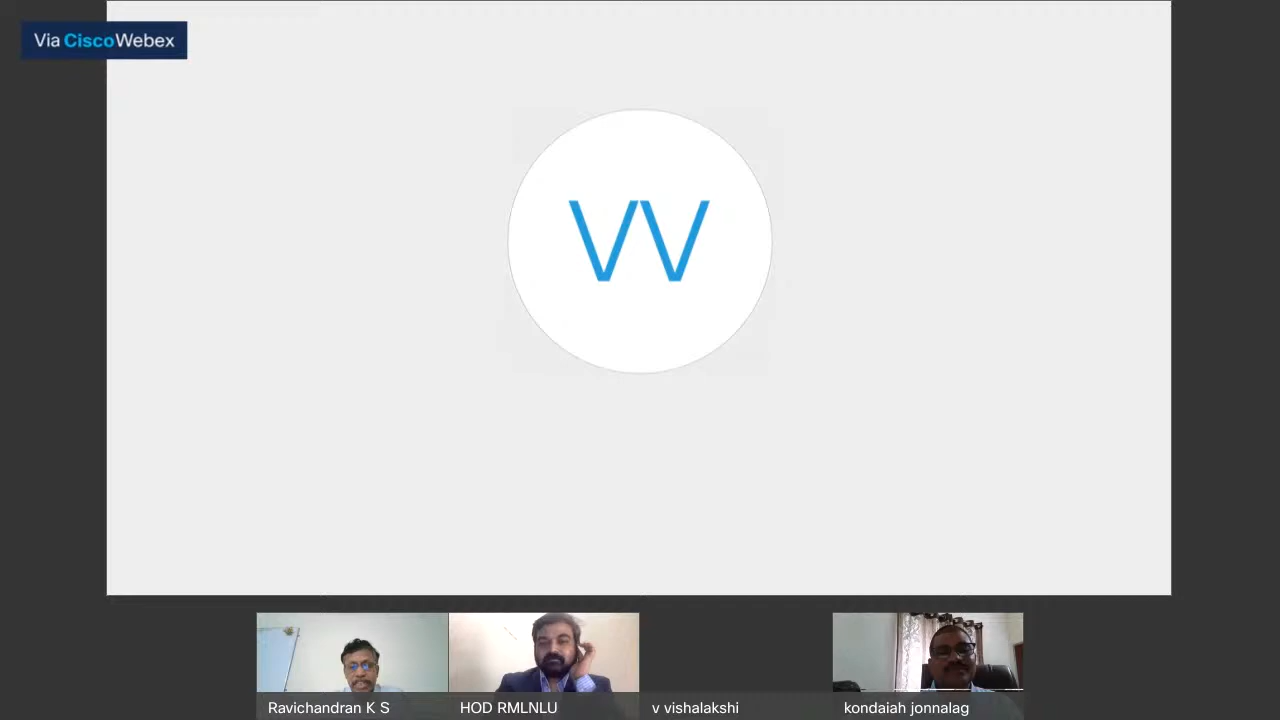 Via CiscoWebex
VV
Ravichandran K S
HOD RMLNLU
v vishalakshi
kondaiah jonnalag